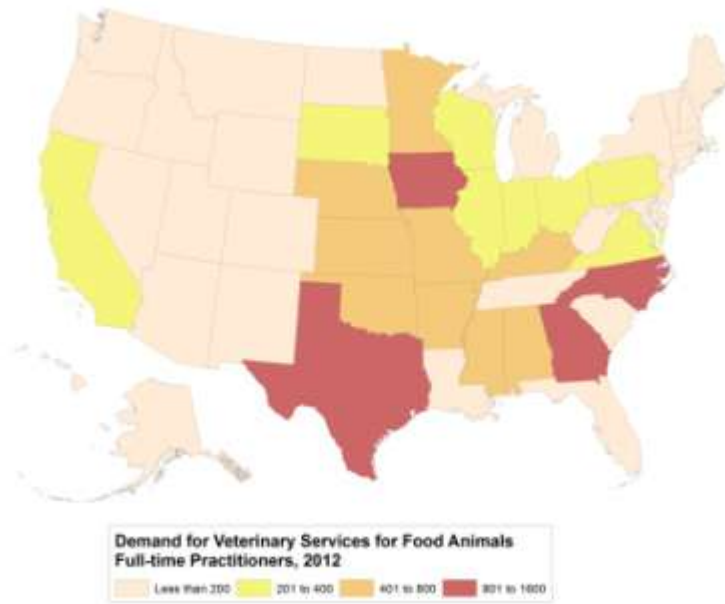 Demand for Veterinary Services for Food Animals
Full-time Practitioners, 2012
Less than 200 201 to 400 401 to 800 801 to 1600